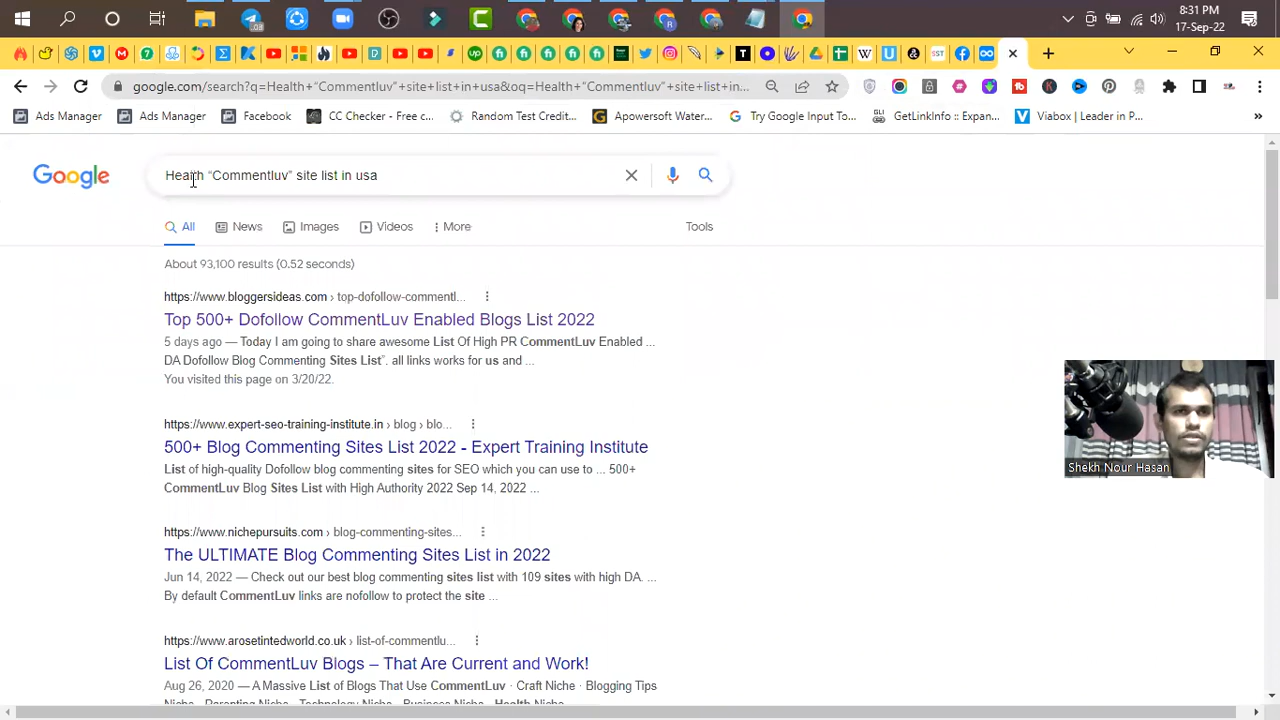 8:31 PM
17-Sep-22
google.com/search?q=Health+“Commentluv”+site+list+in+usa&oq=Health+“Commentluv”+site+list+in...
Ads Manager
Ads Manager
Facebook
CC Checker - Free c...
Random Test Credit...
Apowersoft Water...
Try Google Input To...
GetLinkInfo :: Expan...
Viabox | Leader in P...
»
Google
Health “Commentluv” site list in usa
All
News
Images
Videos
More
Tools
About 93,100 results (0.52 seconds)
https://www.bloggersideas.com › top-dofollow-commentl...
Top 500+ Dofollow CommentLuv Enabled Blogs List 2022
5 days ago — Today I am going to share awesome List Of High PR CommentLuv Enabled ...
DA Dofollow Blog Commenting Sites List”. all links works for us and ...
You visited this page on 3/20/22.
https://www.expert-seo-training-institute.in › blog › blo...
500+ Blog Commenting Sites List 2022 - Expert Training Institute
List of high-quality Dofollow blog commenting sites for SEO which you can use to ... 500+
CommentLuv Blog Sites List with High Authority 2022 Sep 14, 2022 ...
https://www.nichepursuits.com › blog-commenting-sites...
The ULTIMATE Blog Commenting Sites List in 2022
Jun 14, 2022 — Check out our best blog commenting sites list with 109 sites with high DA. ...
By default CommentLuv links are nofollow to protect the site ...
https://www.arosetintedworld.co.uk › list-of-commentlu...
List Of CommentLuv Blogs – That Are Current and Work!
Aug 26, 2020 — A Massive List of Blogs That Use CommentLuv · Craft Niche · Blogging Tips
Niche · Parenting Niche · Technology Niche · Business Niche · Health Niche
Shekh Nour Hasan